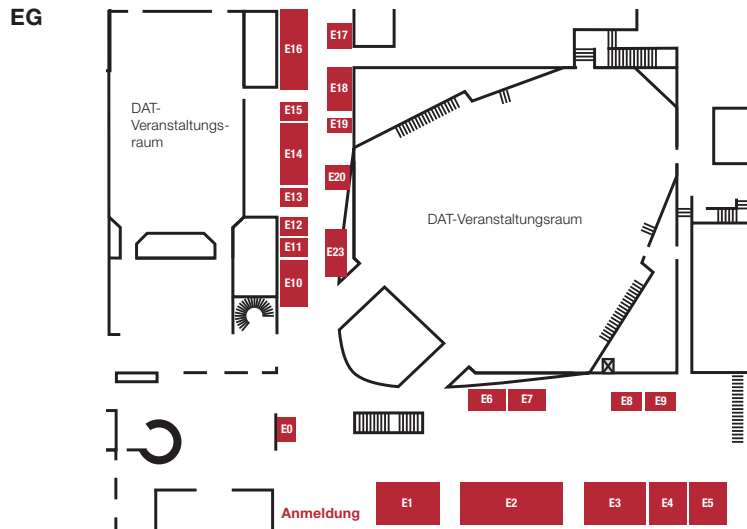 EG
E17
E16
E18
DAT-
Veranstaltungs-
raum
E15
E19
E14
E20
E13
E12
DAT-Veranstaltungsraum
E11
E23
E10
E6
E7
E8
E9
E0
Anmeldung
E1
E2
E3
E4
E5